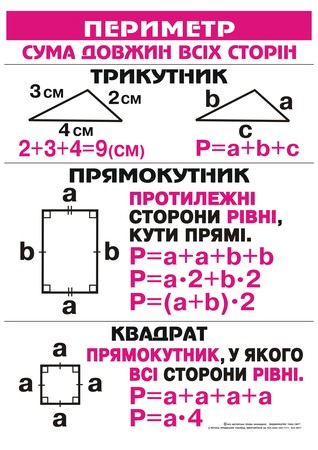 ПЕРИМЕТР
СУМА ДОВЖИН ВСІХ СТОРІН
ТРИКУТНИК
3 СМ 2 СМ b a
4 СМ c
2+3+4=9(СМ) P=a+b+c
ПРЯМОКУТНИК
a
ПРОТИЛЕЖНІ
СТОРОНИ РІВНІ,
КУТИ ПРЯМІ.
b b
P=a+a+b+b
P=a·2+b·2
P=(a+b)·2
a
КВАДРАТ
a
ПРЯМОКУТНИК, У ЯКОГО
ВСІ СТОРОНИ РІВНІ.
a a
P=a+a+a+a
P=a·4
a